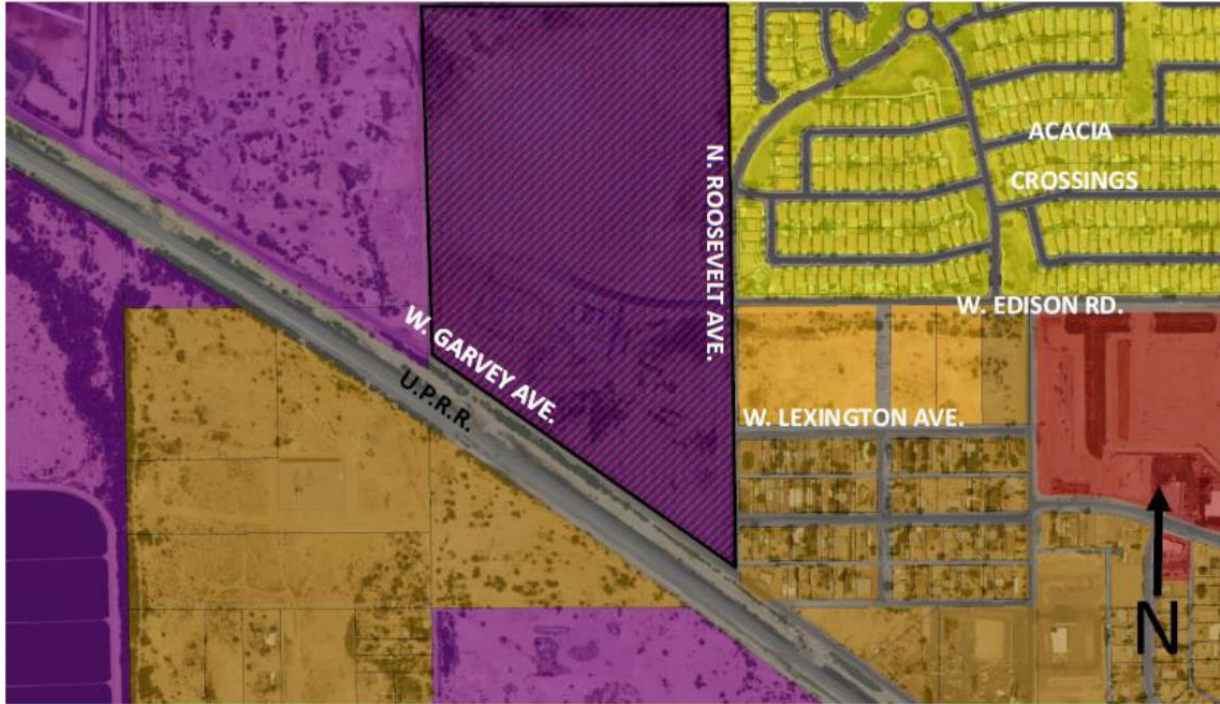 ACACIA
CROSSINGS
N. ROOSEVELT AVE.
W. EDISON RD.
W. GARVEY AVE.
U.P.R.R.
W. LEXINGTON AVE.
N